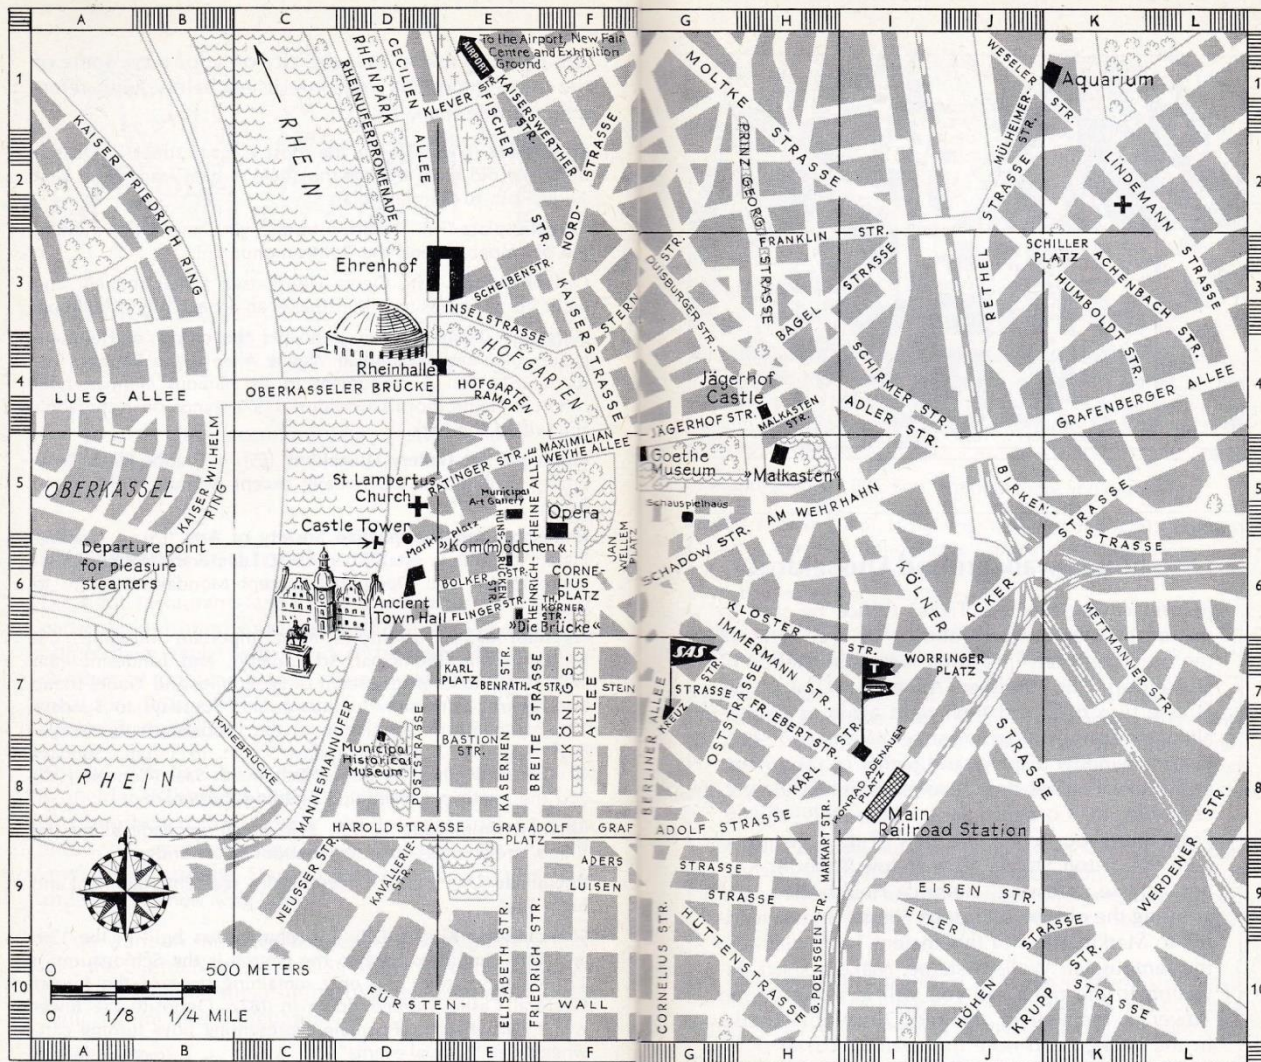 A B C D E F G H I J K L
1
2
3
4
5
6
7
8
9
10
To the Airport, New Fair
Centre and Exhibition
Ground
AIRPORT
KAISER FRIEDRICH RING
RHEIN
RHEINPARK
RHEINUFERPROMENADE
CECILIEN
ALLEE
KLEVER STR.
FISCHER
STR.
KAISERSWERTHER
STR.
NORD-
STRASSE
MOLTKE
STRASSE
PRINZ GEORG
STRASSE
WESELER
STR.
Aquarium
MÜLHEIMER-
STRASSE
LINDEMANN
STRASSE
FRANKLIN STR.
SCHILLER
PLATZ
ACHENBACH STR.
HUMBOLDT STR.
RETHEL
STRASSE
Ehrenhof
SCHEIBENSTR.
INSELSTRASSE
HOFGARTEN
KAISERSTRASSE
STERN
STR.
DUISBURGER STR.
BAGEL
STRASSE
SCHIRMER STR.
ADLER STR.
Rheinhalle
LUEG ALLEE
OBERKASSELER BRÜCKE
HOFGARTEN
RAMPE
Jägerhof
Castle
JÄGERHOF STR.
MALKASTEN
STR.
GRAFENBERGER ALLEE
KAISER WILHELM
RING
OBERKASSEL
MAXIMILIAN
WEYHE ALLEE
Goethe
Museum
»Malkasten«
St. Lambertus
Church
RATINGER STR.
Municipal
Art Gallery
HEINRICH-HEINE ALLEE
Opera
Schauspielhaus
AM WEHRHAHN
BIRKEN-
STRASSE
Castle Tower
Markt-platz
»Kom(m)ödchen«
HUNS-
RÜCKEN
STR.
JAN
WELLEM
PLATZ
SCHADOW STR.
Departure point
for pleasure
steamers
Ancient
Town Hall
BOLKER STR.
FLINGERSTR.
TH.
KÖRNER
STR.
»Die Brücke«
CORNE-
LIUS
PLATZ
KÖLNER
STRASSE
ACKER-
STRASSE
METTMANNER STR.
KLOSTER
STR.
IMMERMANN STR.
SAS
T
WORRINGER
PLATZ
KARL
PLATZ
BENRATH. STR.
KASERNEN STR.
BREITE STRASSE
KÖNIGS-
ALLEE
STEIN
STRASSE
BERLINER ALLEE
KREUZ
STR.
OSTSTRASSE
FR. EBERT STR.
KARL
STR.
KONRAD ADENAUER
PLATZ
Main
Railroad Station
RHEIN
KNIEBRÜCKE
MANNESMANNUFER
Municipal
Historical
Museum
POSTSTRASSE
BASTION
STR.
HAROLDSTRASSE
GRAF ADOLF
PLATZ
GRAF
ADOLF STRASSE
MARKART STR.
NEUSSER STR.
KAVALLERIE-
STR.
ADERS
STRASSE
LUISEN
STRASSE
HÜTTENSTRASSE
EISEN STR.
ELLER
STRASSE
WERDENER STR.
FÜRSTEN-
WALL
ELISABETH STR.
FRIEDRICH STR.
CORNELIUS STR.
G. POENSGEN STR.
HÖHEN
STRASSE
KRUPP STR.
0 500 METERS
0 1/8 1/4 MILE
A B C D E F G H I J K L